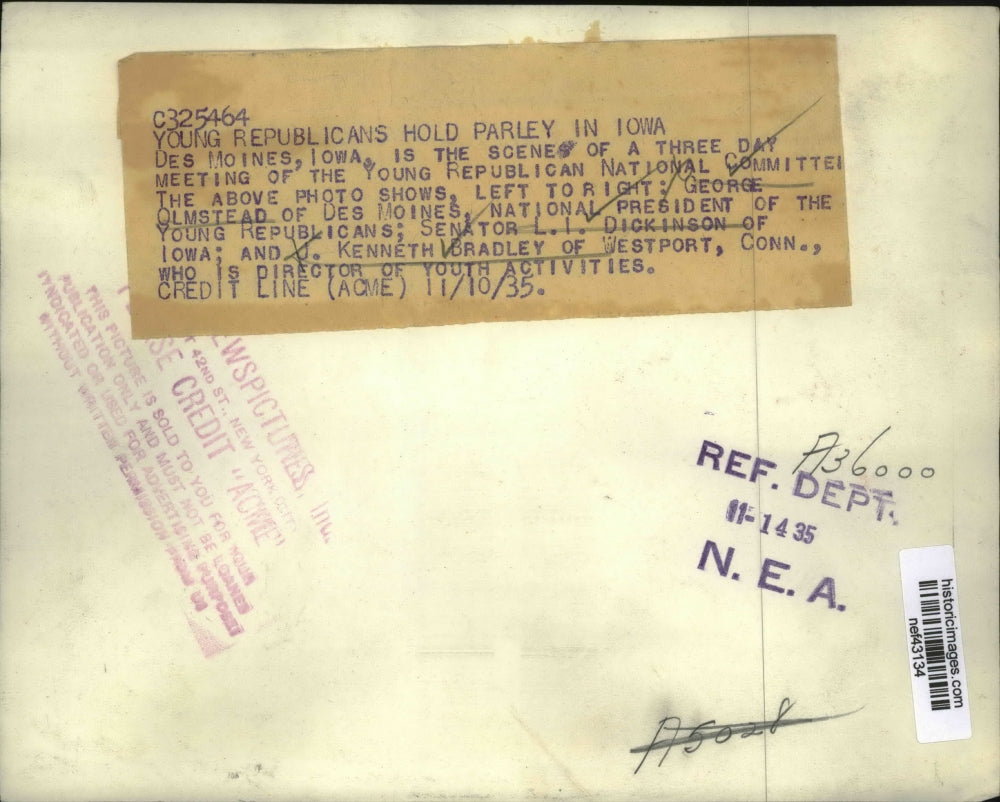 C325464
YOUNG REPUBLICANS HOLD PARLEY IN IOWA
DES MOINES, IOWA, IS THE SCENE OF A THREE DAY
MEETING OF THE YOUNG REPUBLICAN NATIONAL COMMITTEE
THE ABOVE PHOTO SHOWS, LEFT TO RIGHT; GEORGE
OLMSTEAD OF DES MOINES, NATIONAL PRESIDENT OF THE
YOUNG REPUBLICANS; SENATOR L.I. DICKINSON OF
IOWA; AND J. KENNETH BRADLEY OF WESTPORT, CONN.,
WHO IS DIRECTOR OF YOUTH ACTIVITIES.
CREDIT LINE (ACME) 11/10/35.
EWSPICTURES, Inc.
42ND ST., NEW YORK CITY
SE CREDIT "ACME"
THIS PICTURE IS SOLD TO YOU FOR YOUR
PUBLICATION ONLY AND MUST NOT BE LOANED
SYNDICATED OR USED FOR ADVERTISING PURPOSE
WITHOUT WRITTEN PERMISSION FROM US
A36000
REF. DEPT.
11-14 35
N. E. A.
historicimages.com
nef43134
A5028